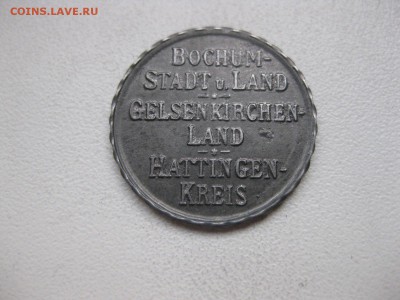 COINS.LAVE.RU
BOCHUM-
STADT u. LAND
GELSENKIRCHEN-
LAND
HATTINGEN-
KREIS